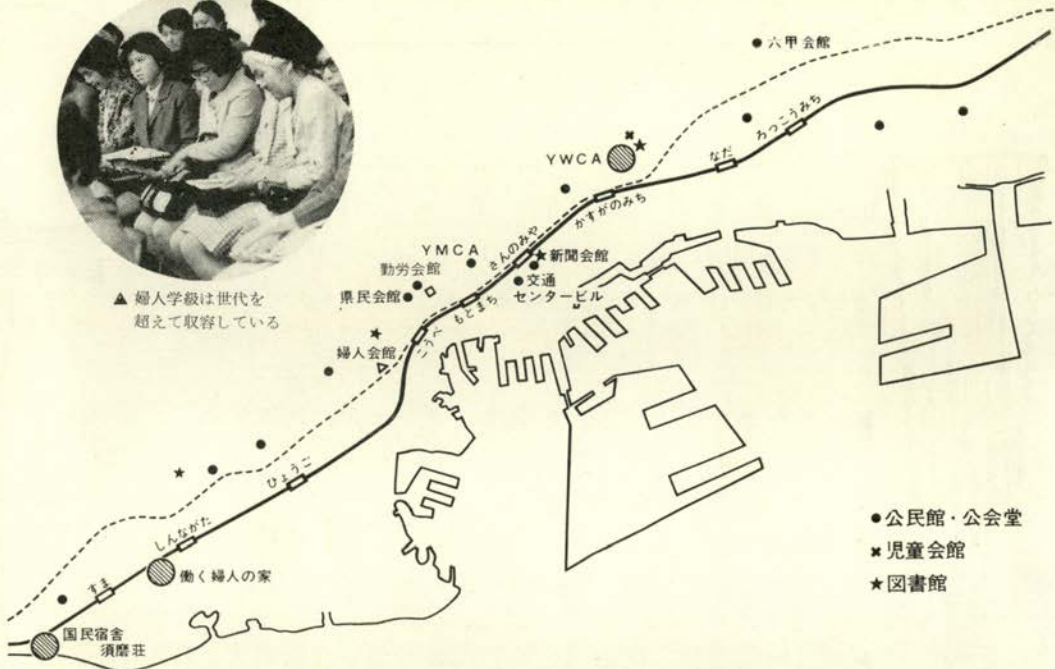 六甲会館
ろっこうみち
なだ
YWCA
かすがのみち
さんのみや
新聞会館
交通
センタービル
YMCA
勤労会館
県民会館
もとまち
こうべ
婦人会館
▲ 婦人学級は世代を
超えて収容している
ひょうご
しんながた
働く婦人の家
すま
国民宿舎
須磨荘
●公民館・公会堂
✖児童会館
★図書館